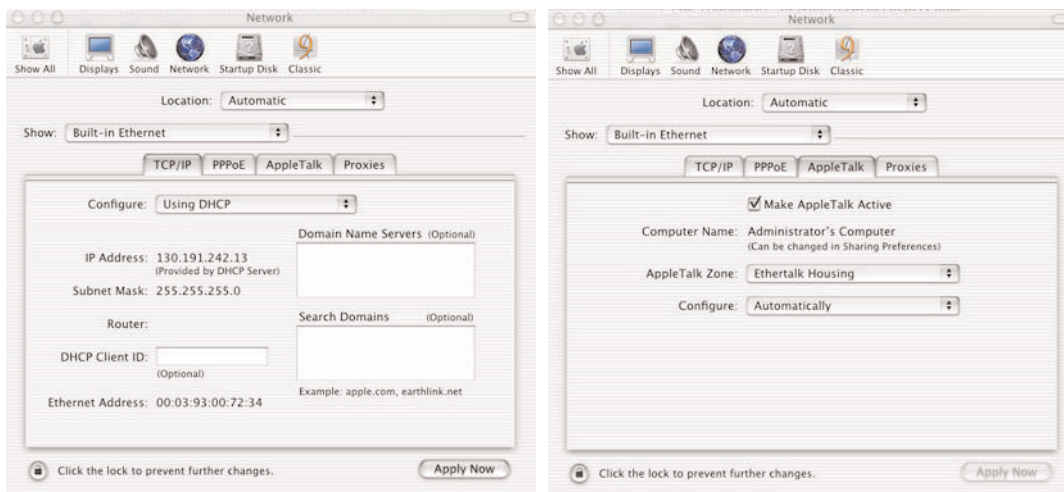 Network
Show All Displays Sound Network Startup Disk Classic
Location: Automatic
Show: Built-in Ethernet
TCP/IP PPPoE AppleTalk Proxies
Configure: Using DHCP
Domain Name Servers (Optional)
IP Address: 130.191.242.13
(Provided by DHCP Server)
Subnet Mask: 255.255.255.0
Search Domains (Optional)
Router:
DHCP Client ID:
(Optional)
Example: apple.com, earthlink.net
Ethernet Address: 00:03:93:00:72:34
Click the lock to prevent further changes. Apply Now
Network
Show All Displays Sound Network Startup Disk Classic
Location: Automatic
Show: Built-in Ethernet
TCP/IP PPPoE AppleTalk Proxies
Make AppleTalk Active
Computer Name: Administrator's Computer
(Can be changed in Sharing Preferences)
AppleTalk Zone: Ethertalk Housing
Configure: Automatically
Click the lock to prevent further changes. Apply Now